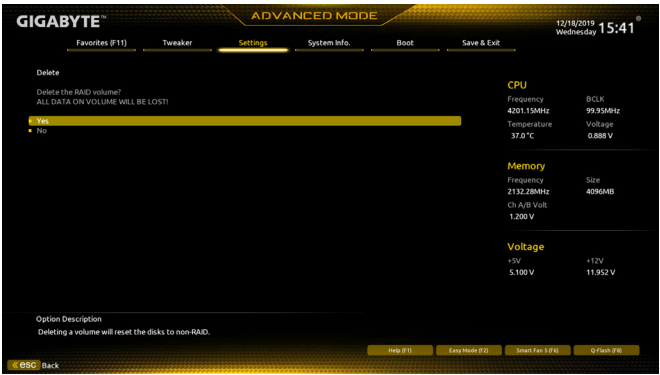 GIGABYTE™
ADVANCED MODE
12/18/2019
Wednesday
15:41
Favorites (F11) Tweaker Settings System Info. Boot Save & Exit
Delete
Delete the RAID volume?
ALL DATA ON VOLUME WILL BE LOST!
Yes
No
CPU
Frequency BCLK
4201.15MHz 99.95MHz
Temperature Voltage
37.0 °C 0.888 V
Memory
Frequency Size
2132.28MHz 4096MB
Ch A/B Volt
1.200 V
Voltage
+5V +12V
5.100 V 11.952 V
Option Description
Deleting a volume will reset the disks to non-RAID.
Help (F1) Easy Mode (F2) Smart Fan 5 (F6) Q-Flash (F8)
esc Back